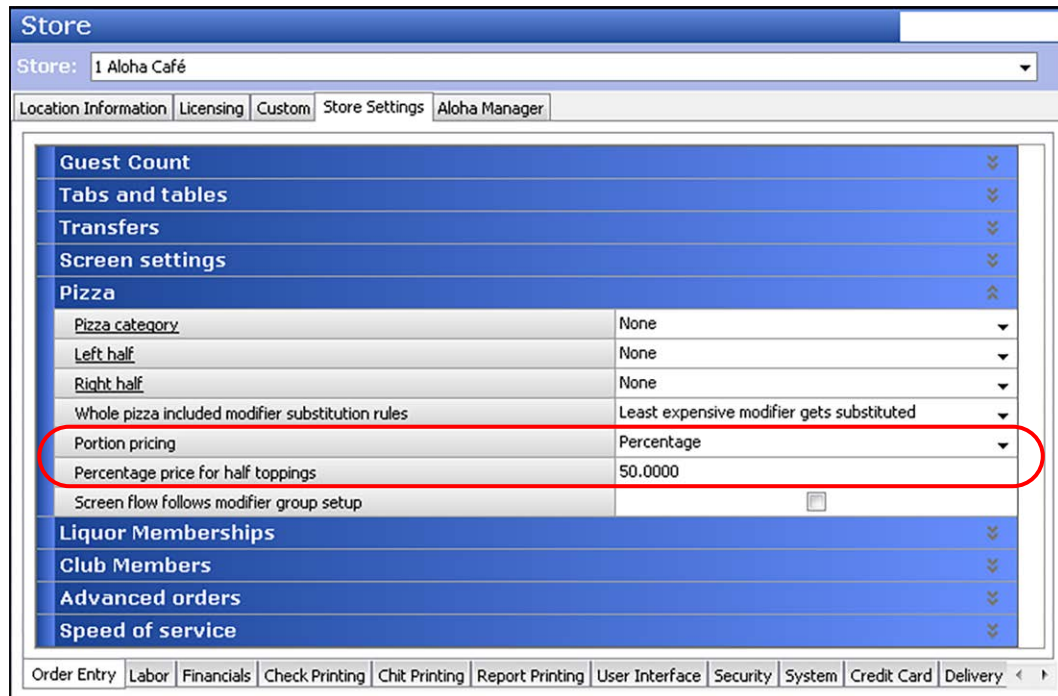 Store
Store: 1 Aloha Café
Location Information Licensing Custom Store Settings Aloha Manager
Guest Count
Tabs and tables
Transfers
Screen settings
Pizza
Pizza category None
Left half None
Right half None
Whole pizza included modifier substitution rules Least expensive modifier gets substituted
Portion pricing Percentage
Percentage price for half toppings 50.0000
Screen flow follows modifier group setup
Liquor Memberships
Club Members
Advanced orders
Speed of service
Order Entry Labor Financials Check Printing Chit Printing Report Printing User Interface Security System Credit Card Delivery